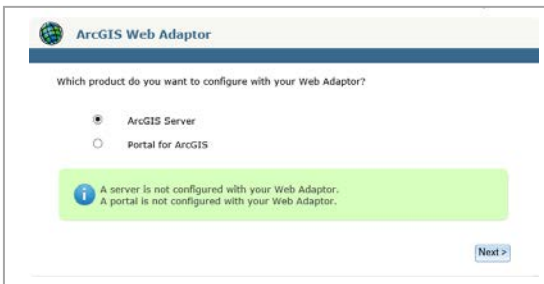 ArcGIS Web Adaptor
Which product do you want to configure with your Web Adaptor?
ArcGIS Server
Portal for ArcGIS
A server is not configured with your Web Adaptor.
A portal is not configured with your Web Adaptor.
Next >